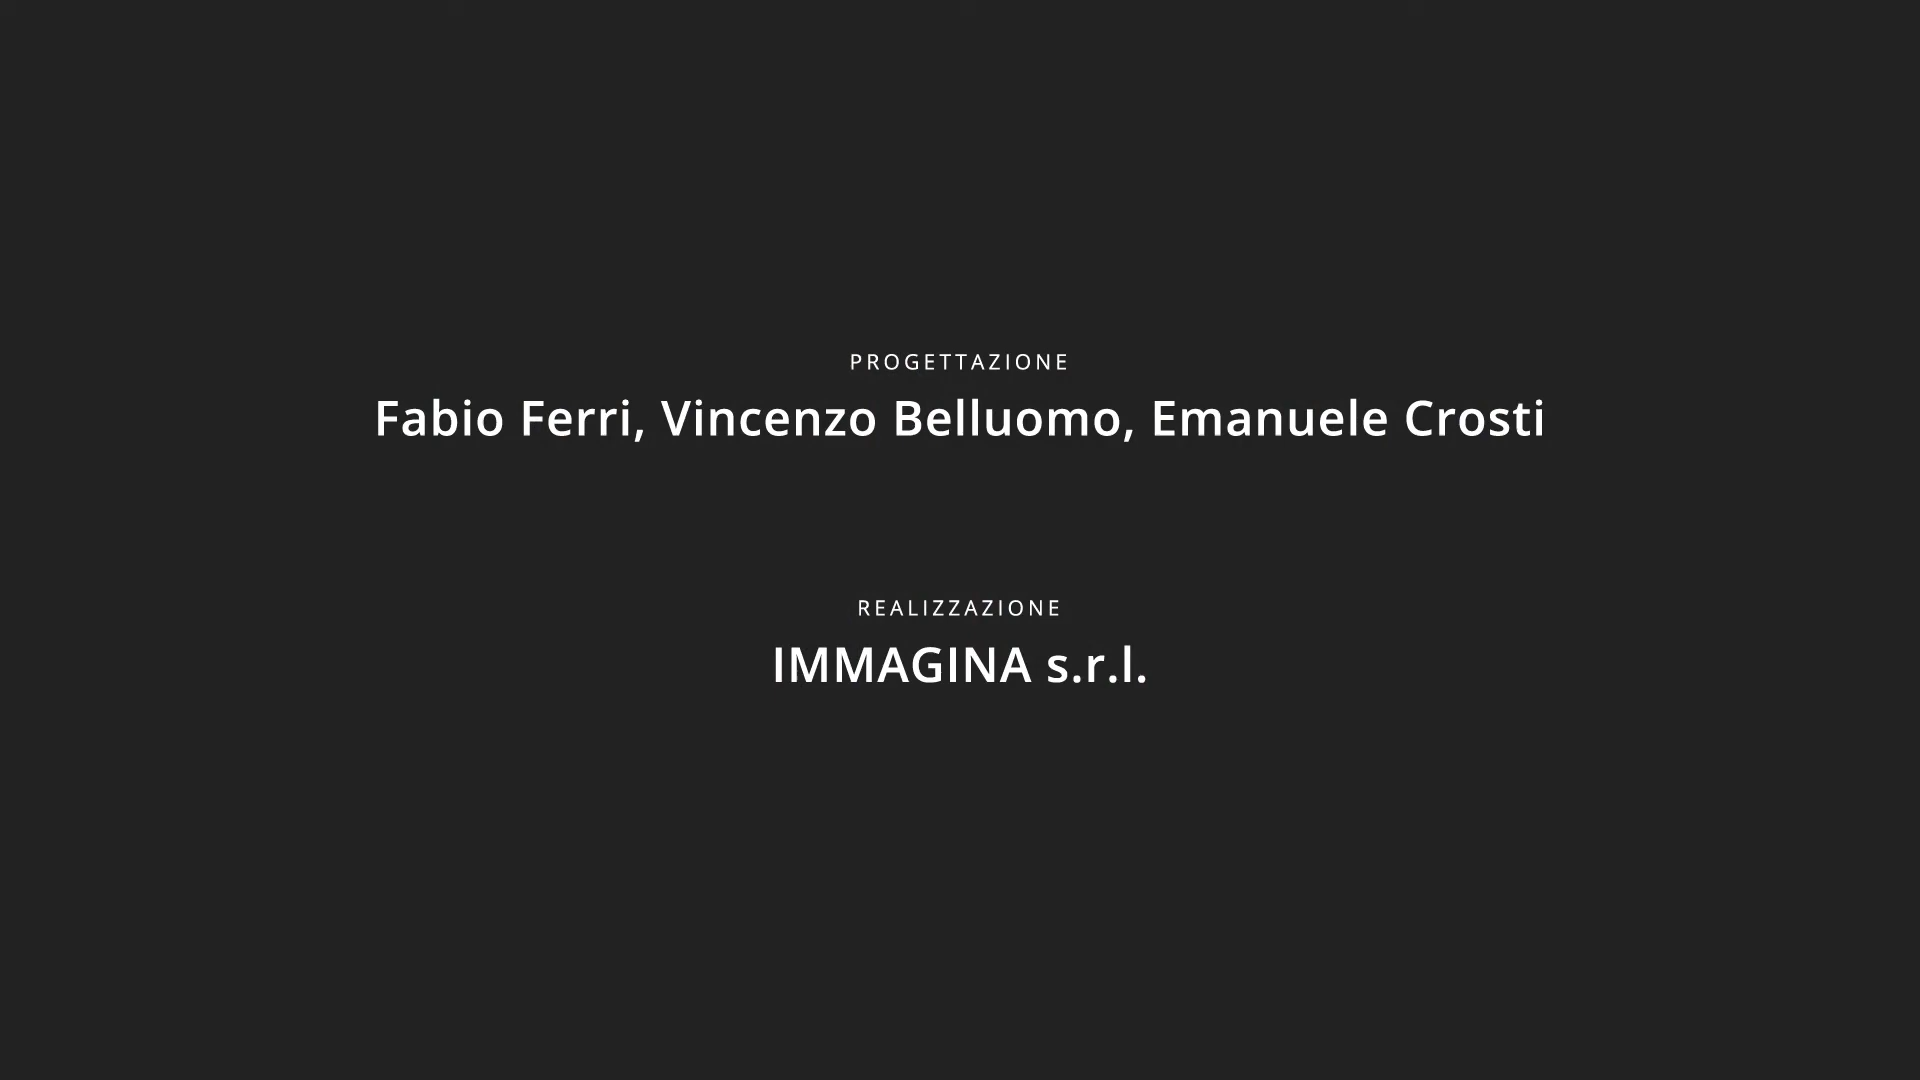 PROGETTAZIONE
Fabio Ferri, Vincenzo Belluomo, Emanuele Crosti
REALIZZAZIONE
IMMAGINA s.r.l.